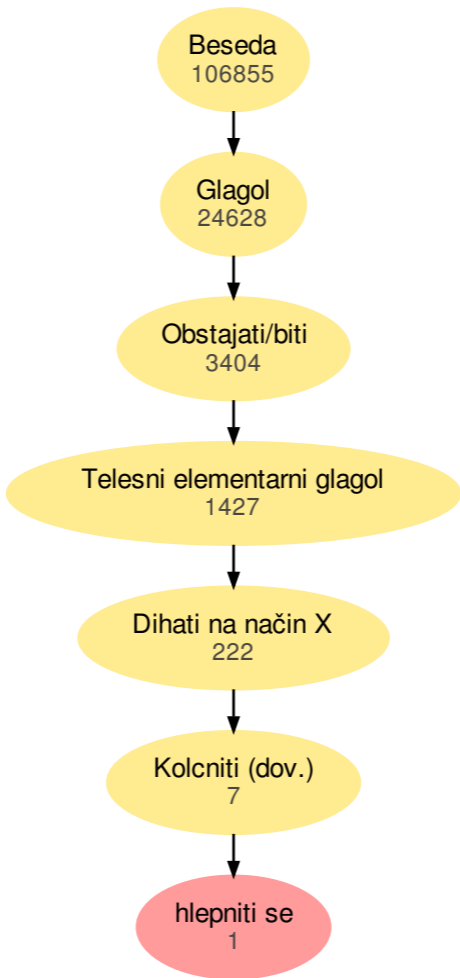 Beseda
106855
Glagol
24628
Obstajati/biti
3404
Telesni elementarni glagol
1427
Dihati na način X
222
Kolcniti (dov.)
7
hlepniti se
1